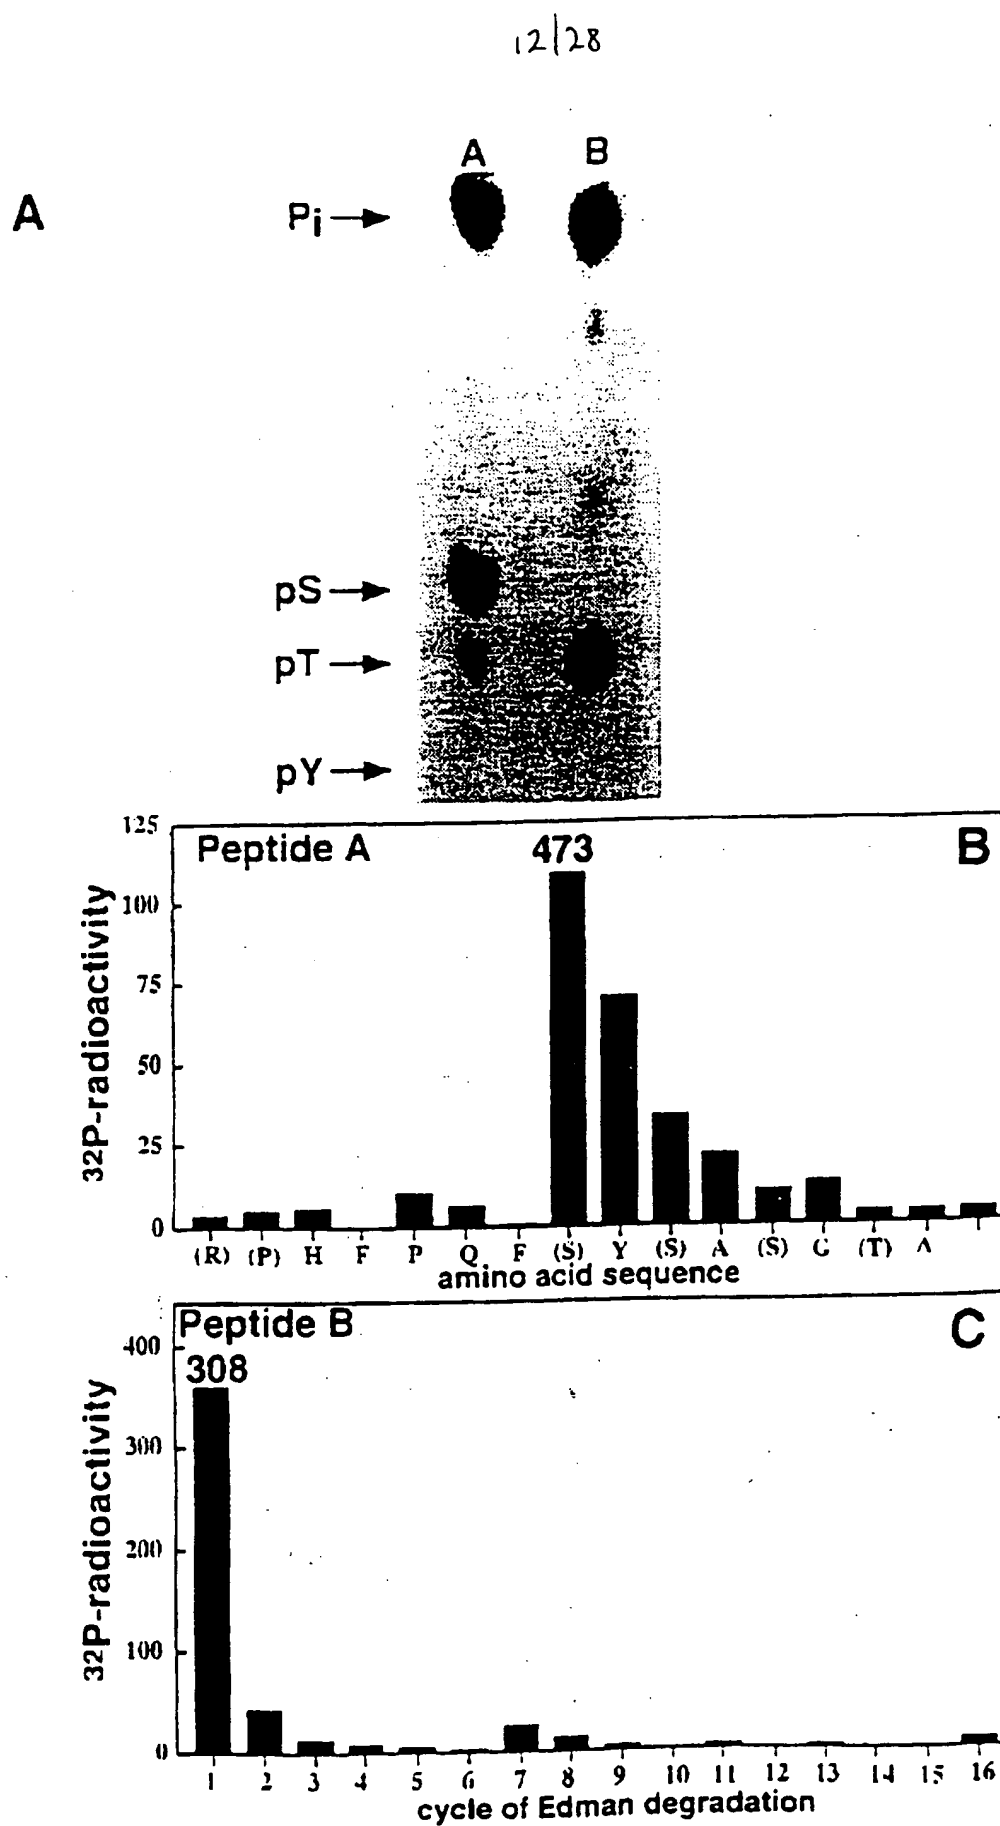 12/28
A B
A
Pi
pS
pT
pY
Peptide A 473 B
125
100
75
50
25
0
32P-radioactivity
(R) (P) H F P Q F (S) Y (S) A (S) G (T) A
amino acid sequence
Peptide B C
308
400
300
200
100
0
32P-radioactivity
1 2 3 4 5 6 7 8 9 10 11 12 13 14 15 16
cycle of Edman degradation